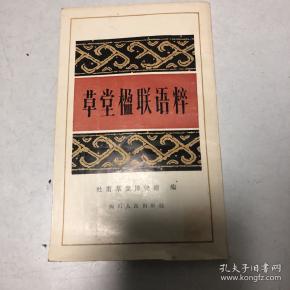 草堂楹联语粹
杜甫草堂博物馆 编
四川人民出版社
孔夫子旧书网